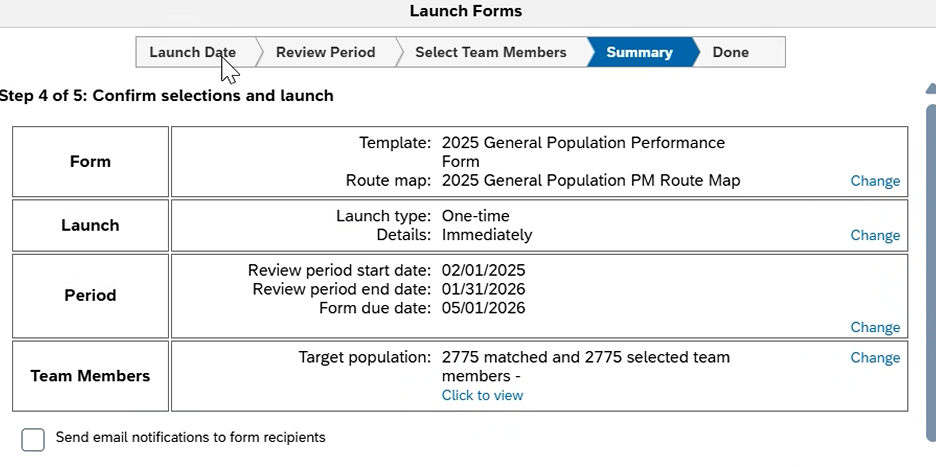 Launch Forms
Launch Date
Review Period
Select Team Members
Summary
Done
Step 4 of 5: Confirm selections and launch
Form
Template: 2025 General Population Performance
Form
Route map: 2025 General Population PM Route Map
Change
Launch
Launch type: One-time
Details: Immediately
Change
Period
Review period start date: 02/01/2025
Review period end date: 01/31/2026
Form due date: 05/01/2026
Change
Team Members
Target population: 2775 matched and 2775 selected team
members -
Click to view
Change
Send email notifications to form recipients